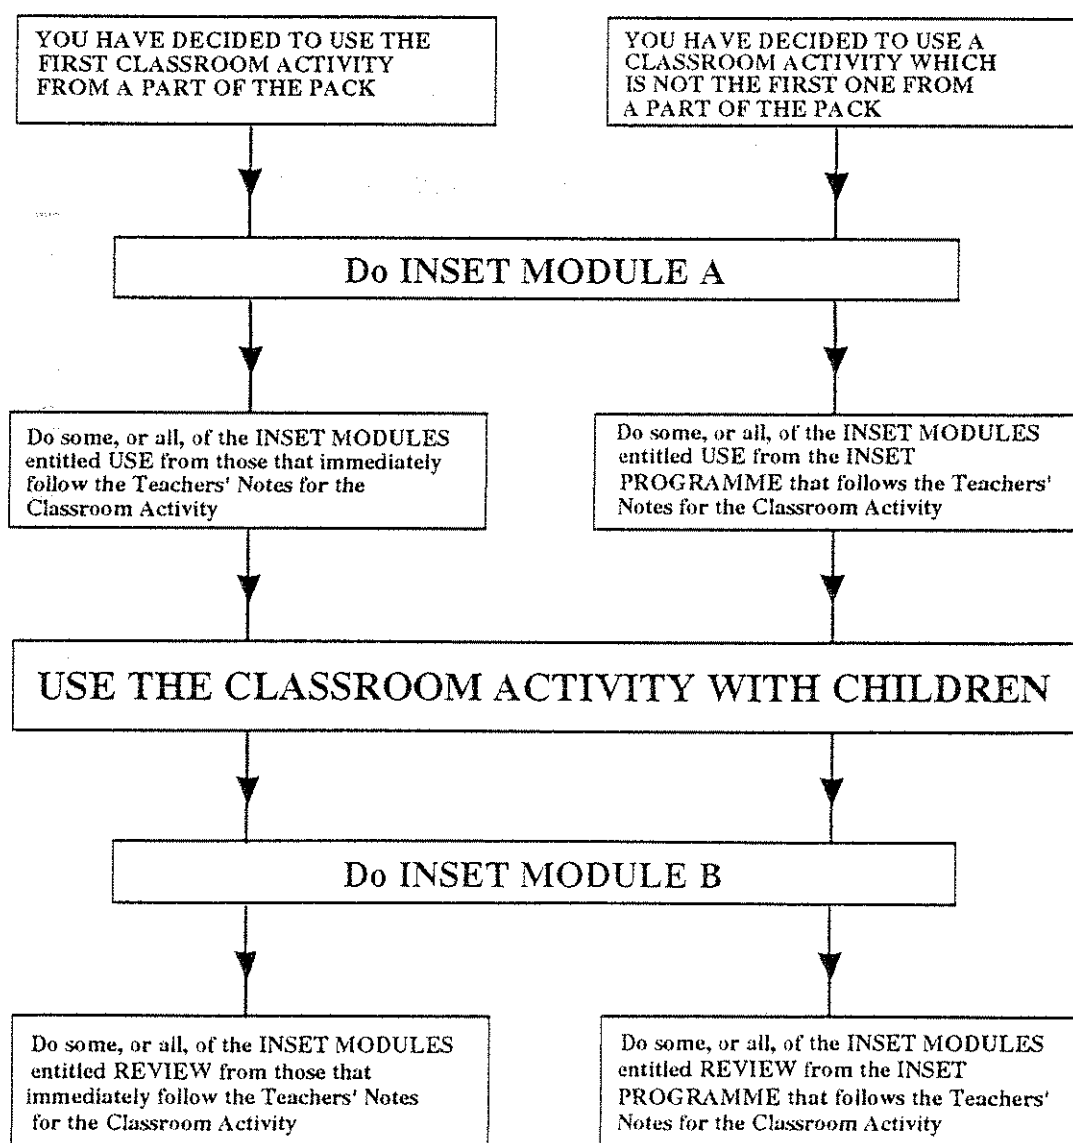 YOU HAVE DECIDED TO USE THE
FIRST CLASSROOM ACTIVITY
FROM A PART OF THE PACK
YOU HAVE DECIDED TO USE A
CLASSROOM ACTIVITY WHICH
IS NOT THE FIRST ONE FROM
A PART OF THE PACK
Do INSET MODULE A
Do some, or all, of the INSET MODULES
entitled USE from those that immediately
follow the Teachers' Notes for the
Classroom Activity
Do some, or all, of the INSET MODULES
entitled USE from the INSET
PROGRAMME that follows the Teachers'
Notes for the Classroom Activity
USE THE CLASSROOM ACTIVITY WITH CHILDREN
Do INSET MODULE B
Do some, or all, of the INSET MODULES
entitled REVIEW from those that
immediately follow the Teachers' Notes
for the Classroom Activity
Do some, or all, of the INSET MODULES
entitled REVIEW from the INSET
PROGRAMME that follows the Teachers'
Notes for the Classroom Activity